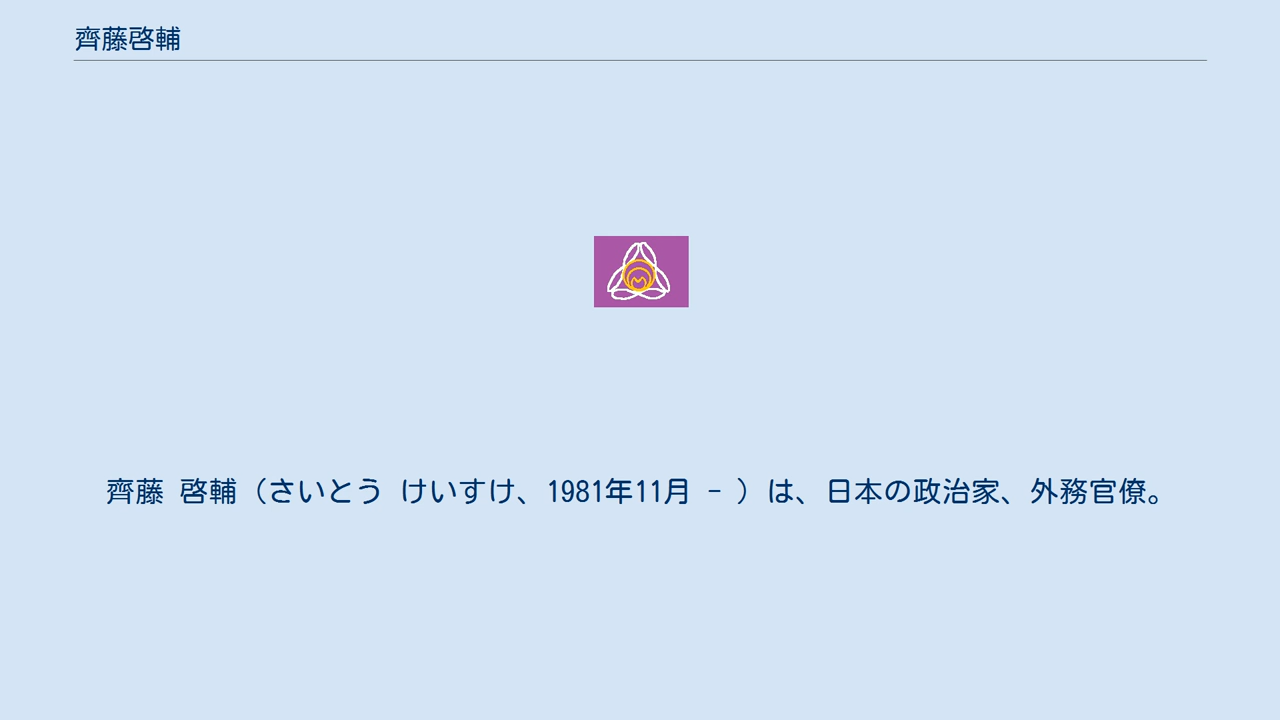 齊藤啓輔
齊藤 啓輔（さいとう けいすけ、1981年11月 - ）は、日本の政治家、外務官僚。